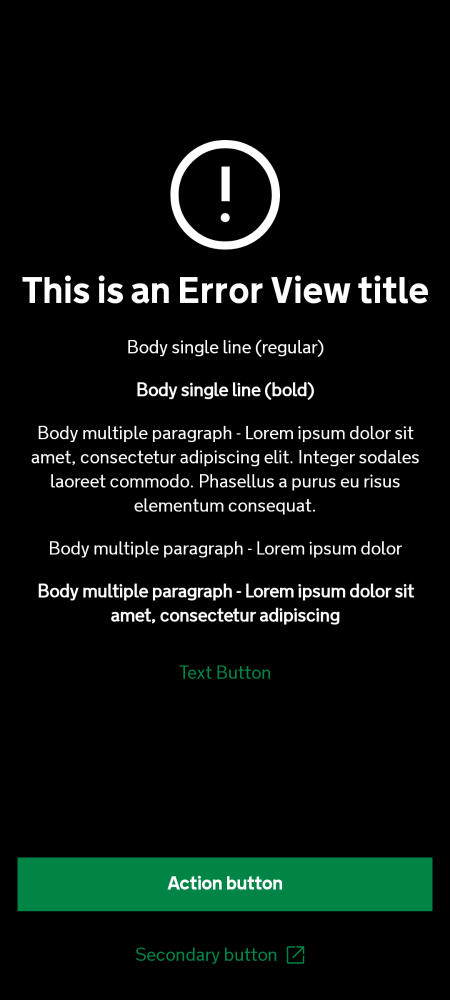 This is an Error View title
Body single line (regular)
Body single line (bold)
Body multiple paragraph - Lorem ipsum dolor sit
amet, consectetur adipiscing elit. Integer sodales
laoreet commodo. Phasellus a purus eu risus
elementum consequat.
Body multiple paragraph - Lorem ipsum dolor
Body multiple paragraph - Lorem ipsum dolor sit
amet, consectetur adipiscing
Text Button
Action button
Secondary button